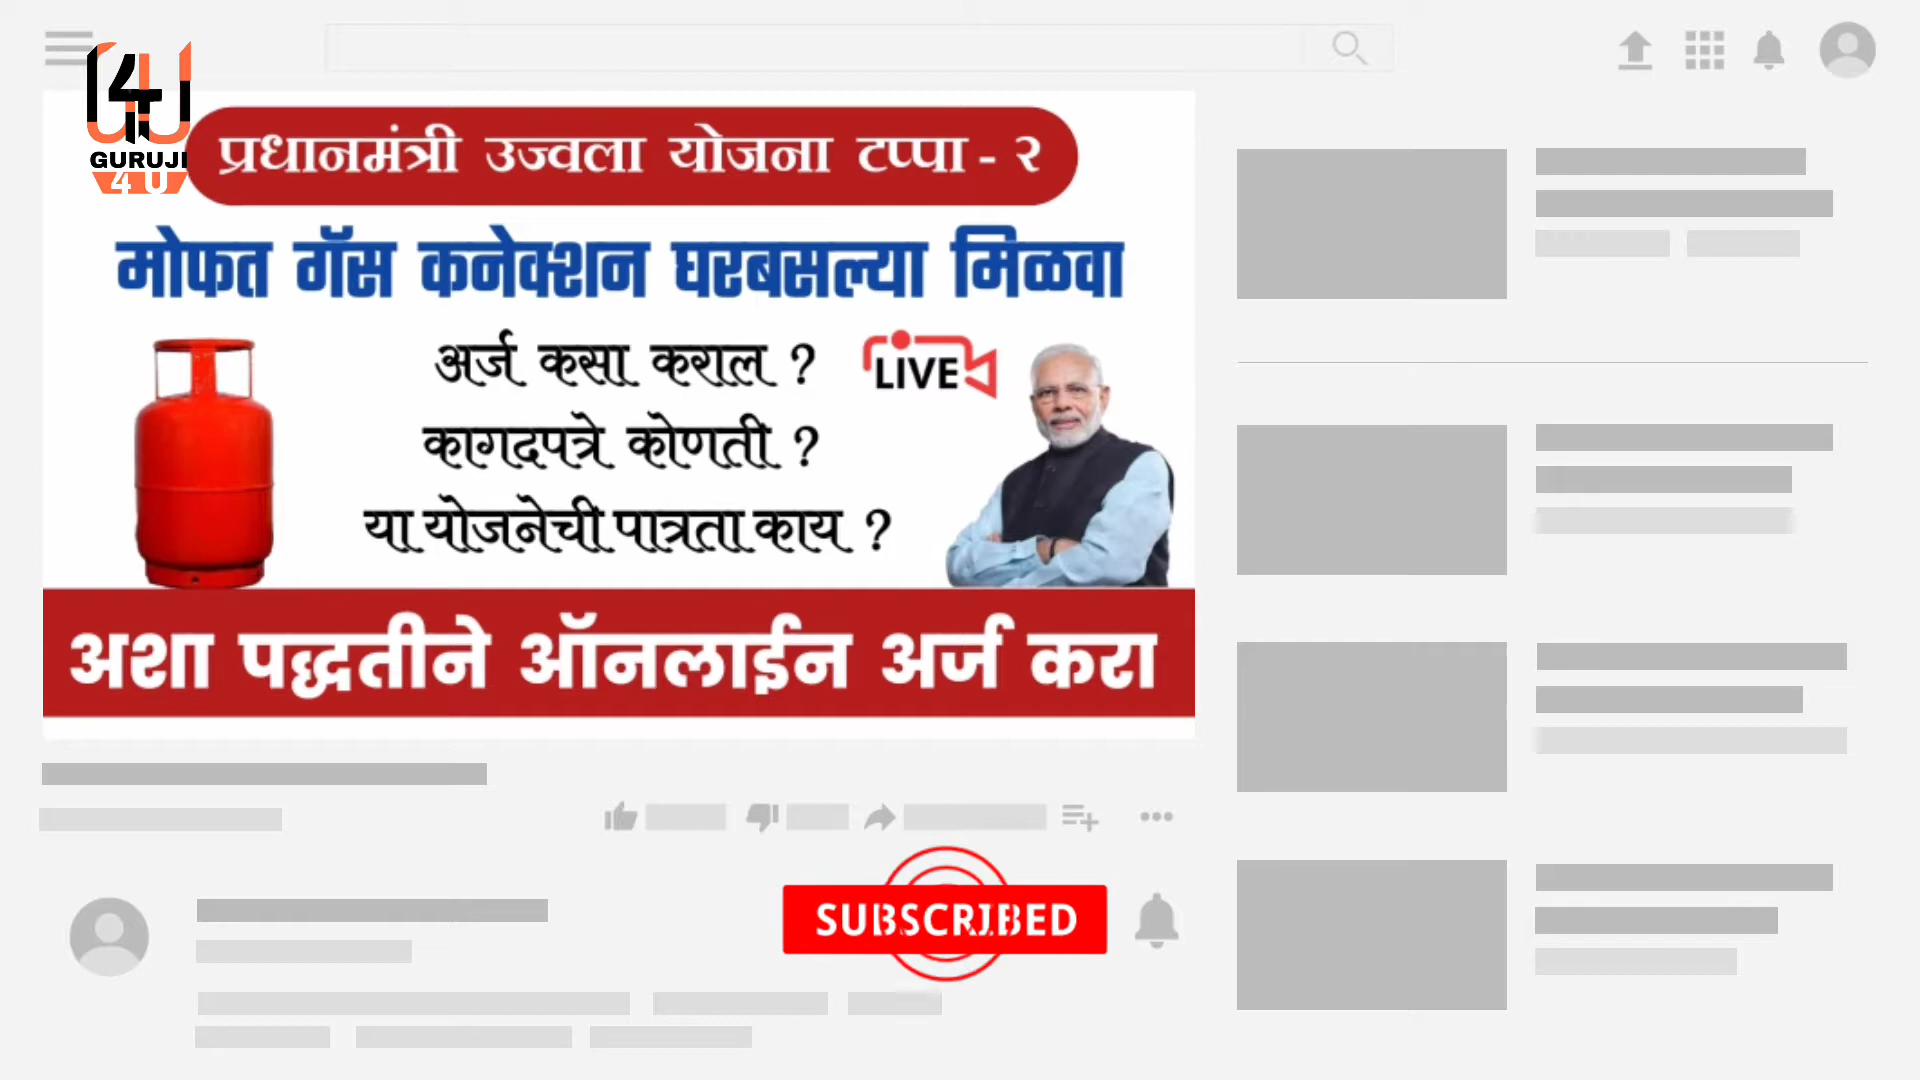 GURUJI
4 U
प्रधानमंत्री उज्वला योजना टप्पा - २
मोफत गॅस कनेक्शन घरबसल्या मिळवा
अर्ज कसा कराल ?
LIVE
कागदपत्रे कोणती ?
या योजनेची पात्रता काय ?
अशा पद्धतीने ऑनलाईन अर्ज करा
SUBSCRIBED